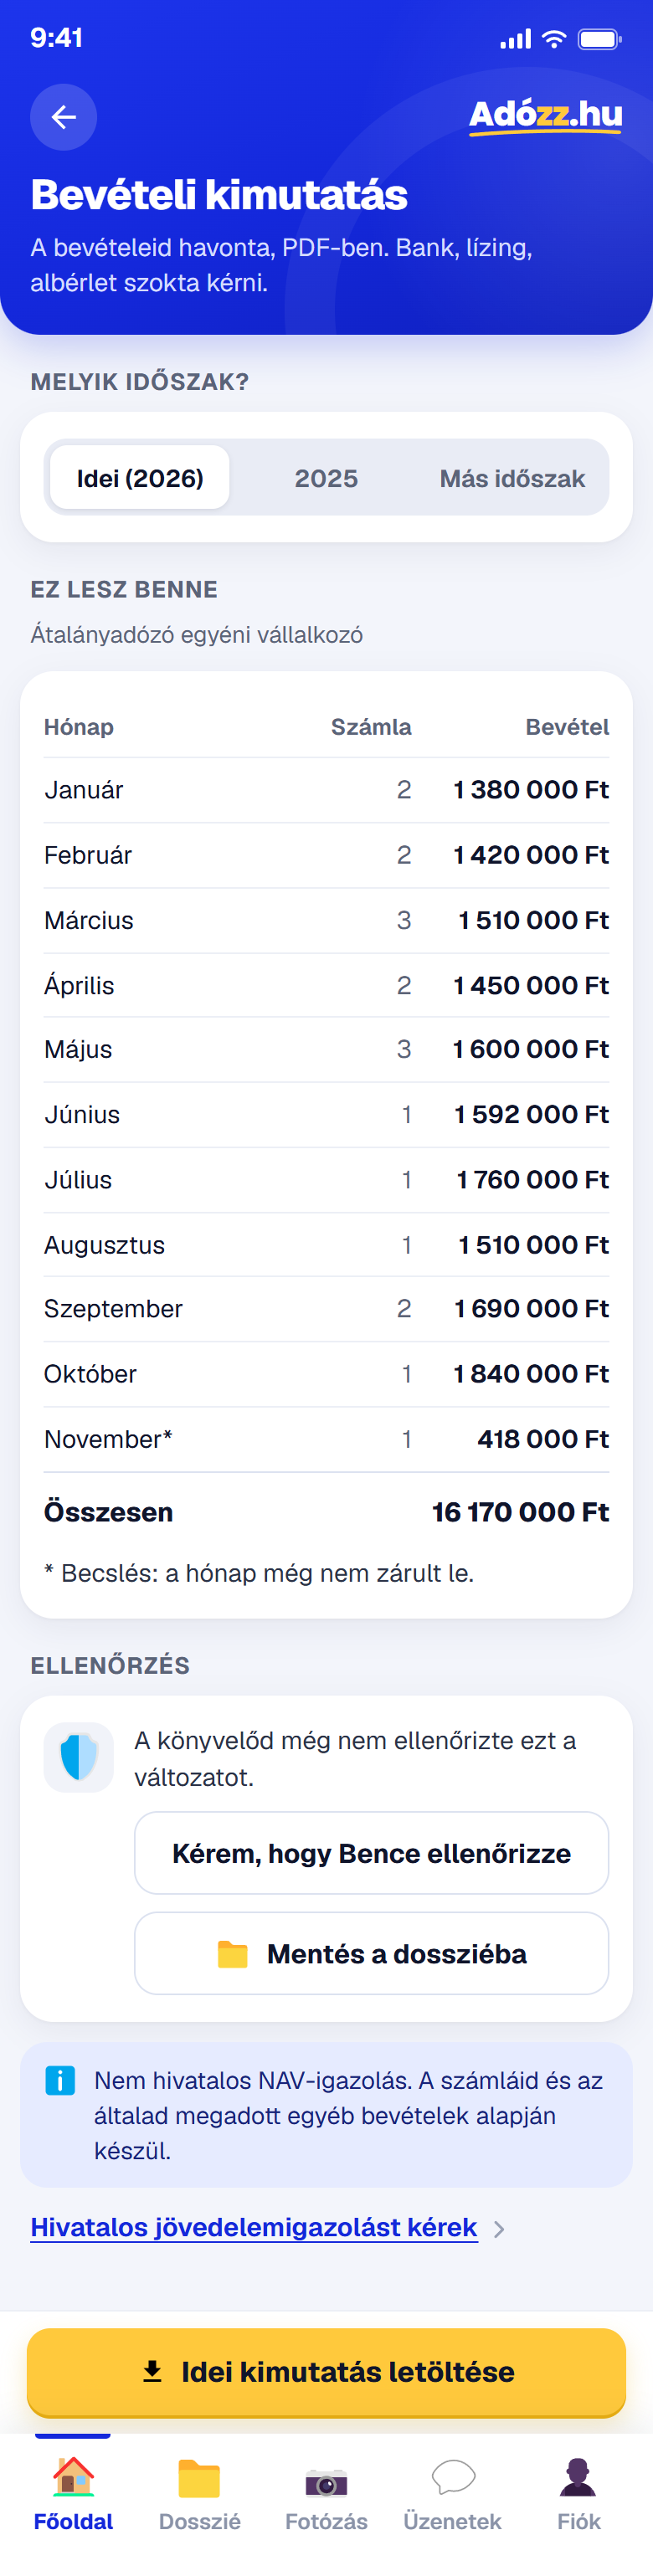 9:41
Adózz.hu
Bevételi kimutatás
A bevételeid havonta, PDF-ben. Bank, lízing,
albérlet szokta kérni.
MELYIK IDŐSZAK?
Idei (2026) 2025 Más időszak
EZ LESZ BENNE
Átalányadózó egyéni vállalkozó
Hónap Számla Bevétel
Január 2 1 380 000 Ft
Február 2 1 420 000 Ft
Március 3 1 510 000 Ft
Április 2 1 450 000 Ft
Május 3 1 600 000 Ft
Június 1 1 592 000 Ft
Július 1 1 760 000 Ft
Augusztus 1 1 510 000 Ft
Szeptember 2 1 690 000 Ft
Október 1 1 840 000 Ft
November* 1 418 000 Ft
Összesen 16 170 000 Ft
* Becslés: a hónap még nem zárult le.
ELLENŐRZÉS
A könyvelőd még nem ellenőrizte ezt a
változatot.
Kérem, hogy Bence ellenőrizze
Mentés a dossziéba
Nem hivatalos NAV-igazolás. A számláid és az
általad megadott egyéb bevételek alapján
készül.
Hivatalos jövedelemigazolást kérek
Idei kimutatás letöltése
Főoldal Dosszié Fotózás Üzenetek Fiók